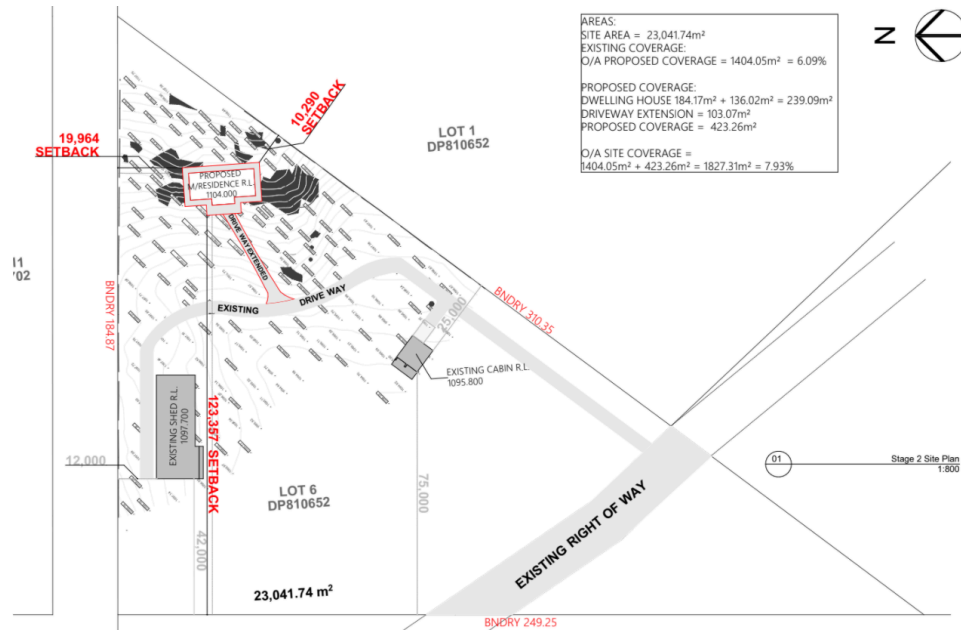 AREAS:
SITE AREA = 23,041.74m²
EXISTING COVERAGE:
O/A PROPOSED COVERAGE = 1404.05m² = 6.09%
PROPOSED COVERAGE:
DWELLING HOUSE 184.17m² + 136.02m² = 239.09m²
DRIVEWAY EXTENSION = 103.07m²
PROPOSED COVERAGE = 423.26m²
O/A SITE COVERAGE =
1404.05m² + 423.26m² = 1827.31m² = 7.93%
N
10,290
SETBACK
19,964
SETBACK
LOT 1
DP810652
PROPOSED
M/RESIDENCE R.L.
1104.000
DRIVE WAY EXTENDED
11
'02
BNDRY 184.87
EXISTING
DRIVE WAY
BNDRY 310.35
25,000
EXISTING CABIN R.L.
1095.800
EXISTING SHED R.L.
1097.700
123,357 SETBACK
12,000
LOT 6
DP810652
75,000
42,000
EXISTING RIGHT OF WAY
01
Stage 2 Site Plan
1:800
23,041.74 m²
BNDRY 249.25